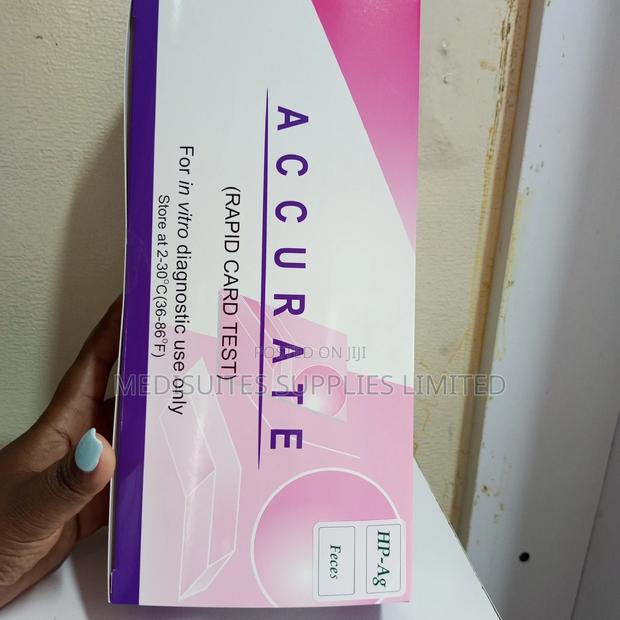 ACCURATE
(RAPID CARD TEST)
For in vitro diagnostic use only
Store at 2-30°C(36-86°F)
HP-Ag
Feces
POSTED ON JIJI
MEDISUITES SUPPLIES LIMITED